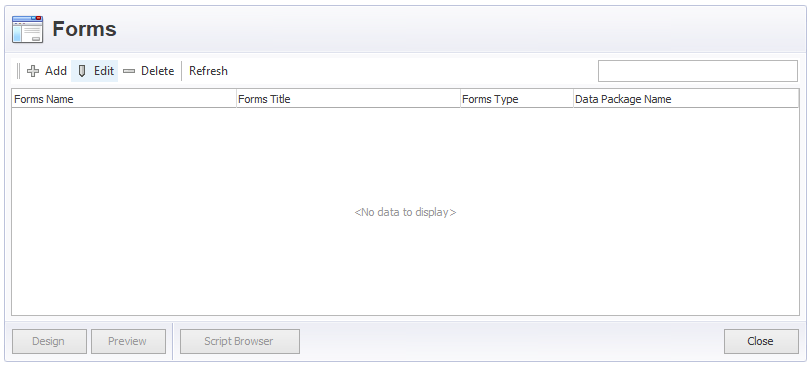 Forms
Add Edit Delete Refresh
Forms Name Forms Title Forms Type Data Package Name
<No data to display>
Design Preview Script Browser Close